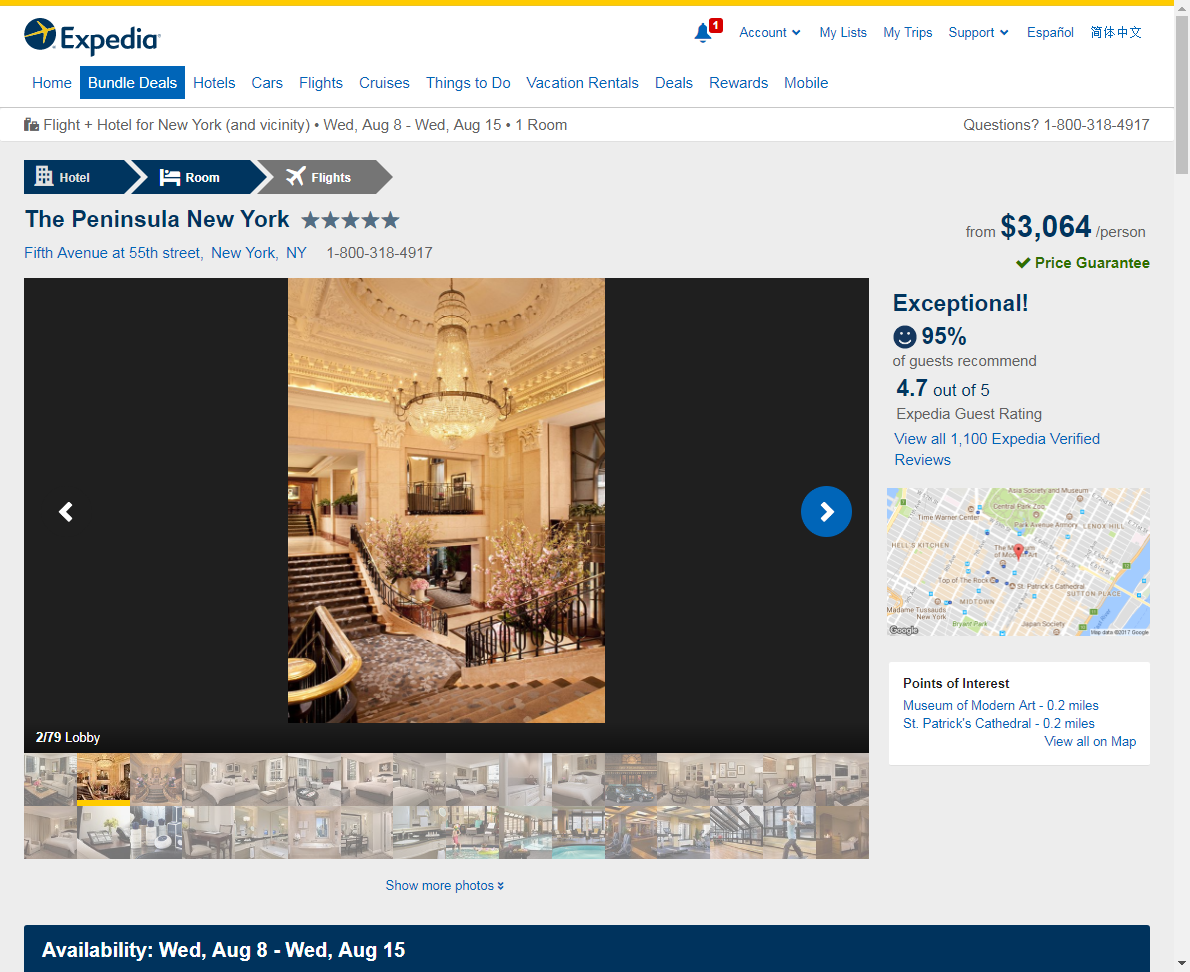 Expedia
1
Account
My Lists
My Trips
Support
Español
简体中文
Home
Bundle Deals
Hotels
Cars
Flights
Cruises
Things to Do
Vacation Rentals
Deals
Rewards
Mobile
Flight + Hotel for New York (and vicinity) • Wed, Aug 8 - Wed, Aug 15 • 1 Room
Questions? 1-800-318-4917
Hotel
Room
Flights
The Peninsula New York
Fifth Avenue at 55th street, New York, NY 1-800-318-4917
from $3,064 /person
Price Guarantee
2/79 Lobby
Show more photos
Exceptional!
95%
of guests recommend
4.7 out of 5
Expedia Guest Rating
View all 1,100 Expedia Verified
Reviews
Asia Society and Museum
Central Park Zoo
Time Warner Center
Park Avenue Armory
LENOX HILL
HELL'S KITCHEN
The Museum
of Modern Art
Top of The Rock
St. Patrick's Cathedral
SUTTON PLACE
MIDTOWN
Madame Tussauds
New York
Bryant Park
Japan Society
Google
Map data ©2017 Google
Points of Interest
Museum of Modern Art - 0.2 miles
St. Patrick's Cathedral - 0.2 miles
View all on Map
Availability: Wed, Aug 8 - Wed, Aug 15